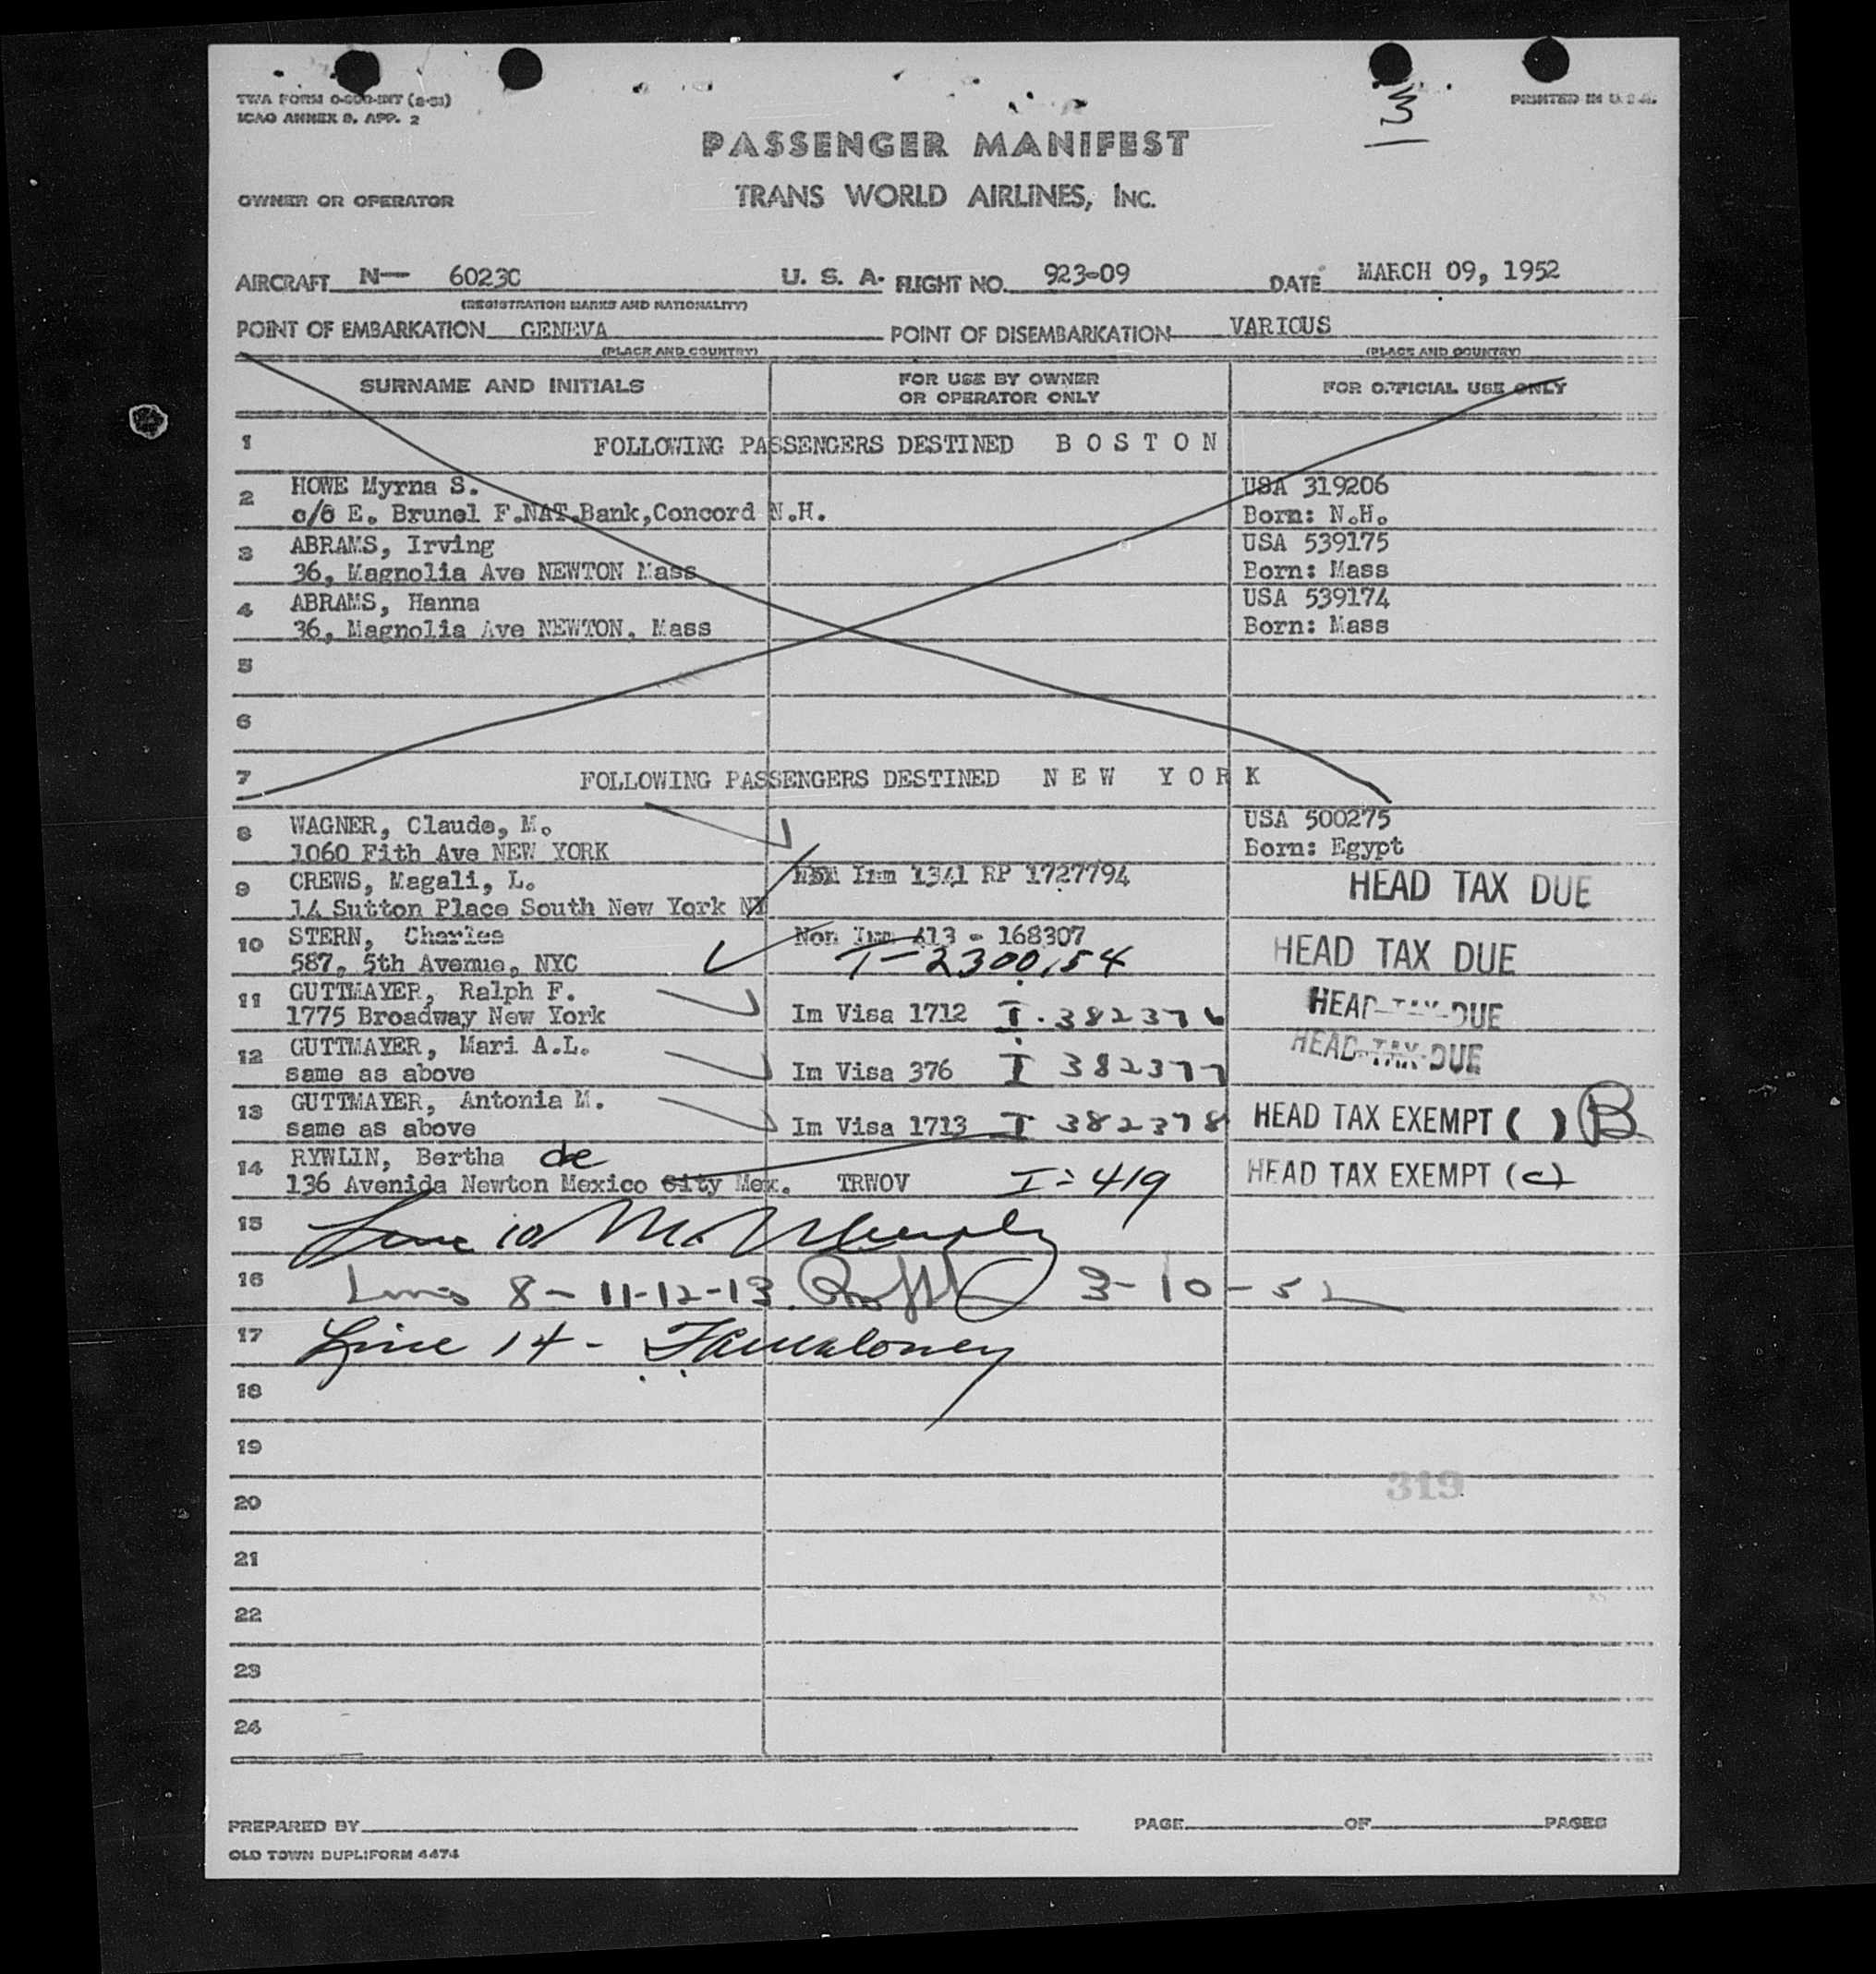 TWA FORM O-600-INT (8-51)
ICAO ANNEX 9. APP. 2
3
PRINTED IN U.S.A.
PASSENGER MANIFEST
OWNER OR OPERATOR
TRANS WORLD AIRLINES, INC.
AIRCRAFT N— 6023C U. S. A. FLIGHT NO. 923-09 DATE MARCH 09, 1952
(REGISTRATION MARKS AND NATIONALITY)
POINT OF EMBARKATION GENEVA POINT OF DISEMBARKATION VARIOUS
(PLACE AND COUNTRY) (PLACE AND COUNTRY)
SURNAME AND INITIALS FOR USE BY OWNER OR OPERATOR ONLY FOR OFFICIAL USE ONLY
1 FOLLOWING PASSENGERS DESTINED B O S T O N
2 HOWE Myrna S. USA 319206
c/o E. Brunel F.NAT.Bank,Concord N.H. Born: N.H.
3 ABRAMS, Irving USA 539175
36, Magnolia Ave NEWTON Mass Born: Mass
4 ABRAMS, Hanna USA 539174
36, Magnolia Ave NEWTON, Mass Born: Mass
5
6
7 FOLLOWING PASSENGERS DESTINED N E W Y O R K
8 WAGNER, Claude, M. USA 500275
1060 Fith Ave NEW YORK Born: Egypt
9 CREWS, Magali, L. Non Imm 1341 RP 1727794 HEAD TAX DUE
14 Sutton Place South New York NY
10 STERN, Charles Non Imm 413 - 168307 HEAD TAX DUE
587, 5th Avenue, NYC T-2300154
11 GUTTMAYER, Ralph F. HEAD TAX DUE
1775 Broadway New York Im Visa 1712 I. 382376
12 GUTTMAYER, Mari A.L. HEAD TAX DUE
same as above Im Visa 376 I 382377
13 GUTTMAYER, Antonia M. HEAD TAX EXEMPT ( ) B
same as above Im Visa 1713 I 382378
14 RYWLIN, Bertha de HEAD TAX EXEMPT (c)
136 Avenida Newton Mexico City Mex. TRWOV I-419
15 Line 10 M.
16 Lines 8-11-12-13 3-10-52
17 Line 14 -
18
19
319
20
21
22
23
24
PREPARED BY PAGE OF PAGES
OLD TOWN DUPLIFORM 4474